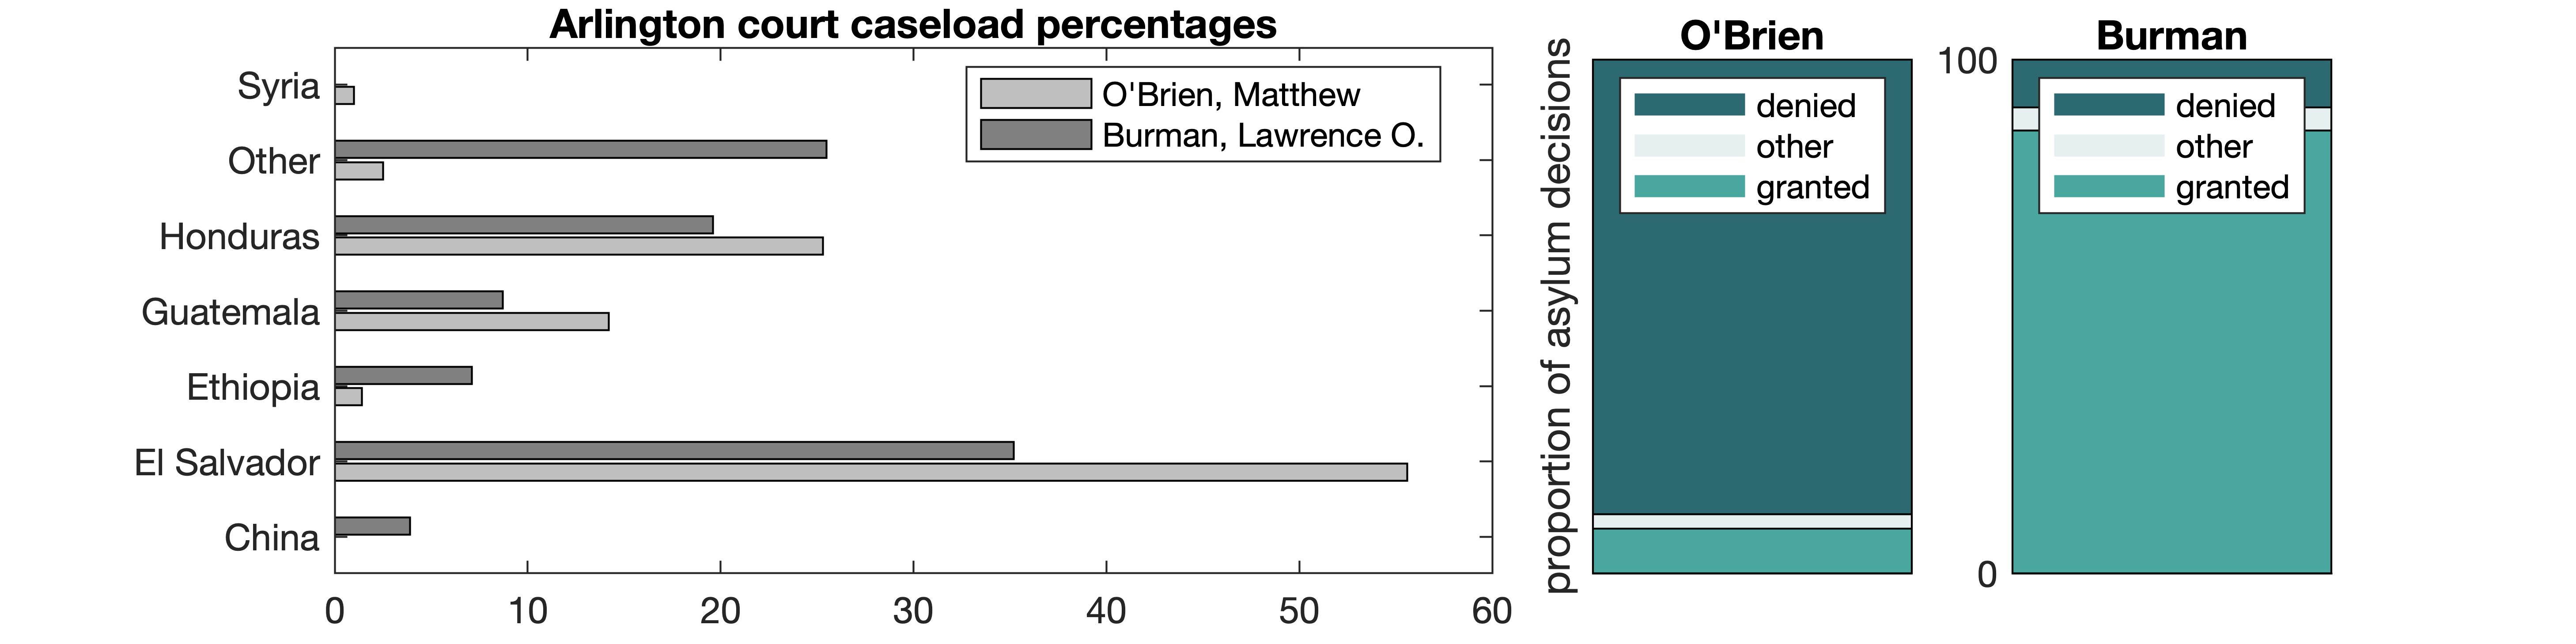 Arlington court caseload percentages
O'Brien, Matthew
Burman, Lawrence O.
Syria
Other
Honduras
Guatemala
Ethiopia
El Salvador
China
0 10 20 30 40 50 60
proportion of asylum decisions
O'Brien
denied
other
granted
Burman
100
0
denied
other
granted